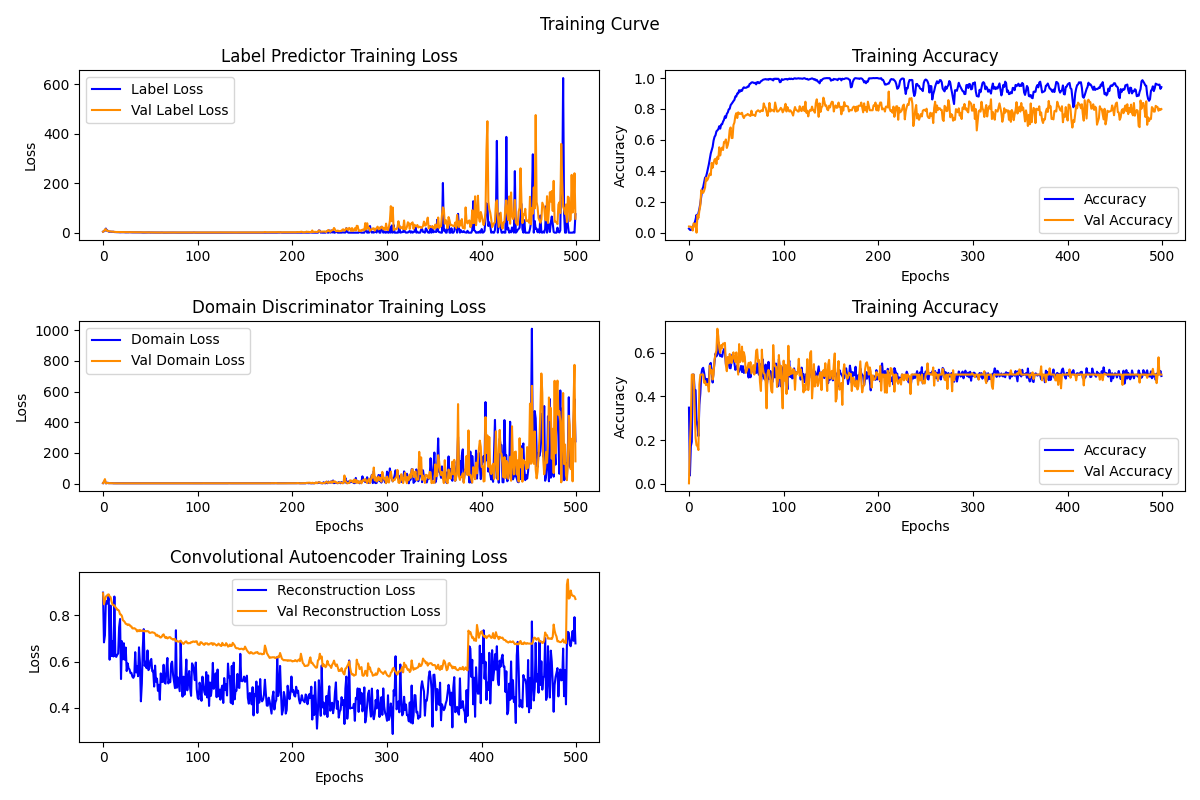 Training Curve
Label Predictor Training Loss
Loss
600
400
200
0
Label Loss
Val Label Loss
0 100 200 300 400 500
Epochs
Training Accuracy
Accuracy
1.0
0.8
0.6
0.4
0.2
0.0
Accuracy
Val Accuracy
0 100 200 300 400 500
Epochs
Domain Discriminator Training Loss
Loss
1000
800
600
400
200
0
Domain Loss
Val Domain Loss
0 100 200 300 400 500
Epochs
Training Accuracy
Accuracy
0.6
0.4
0.2
0.0
Accuracy
Val Accuracy
0 100 200 300 400 500
Epochs
Convolutional Autoencoder Training Loss
Loss
0.8
0.6
0.4
Reconstruction Loss
Val Reconstruction Loss
0 100 200 300 400 500
Epochs